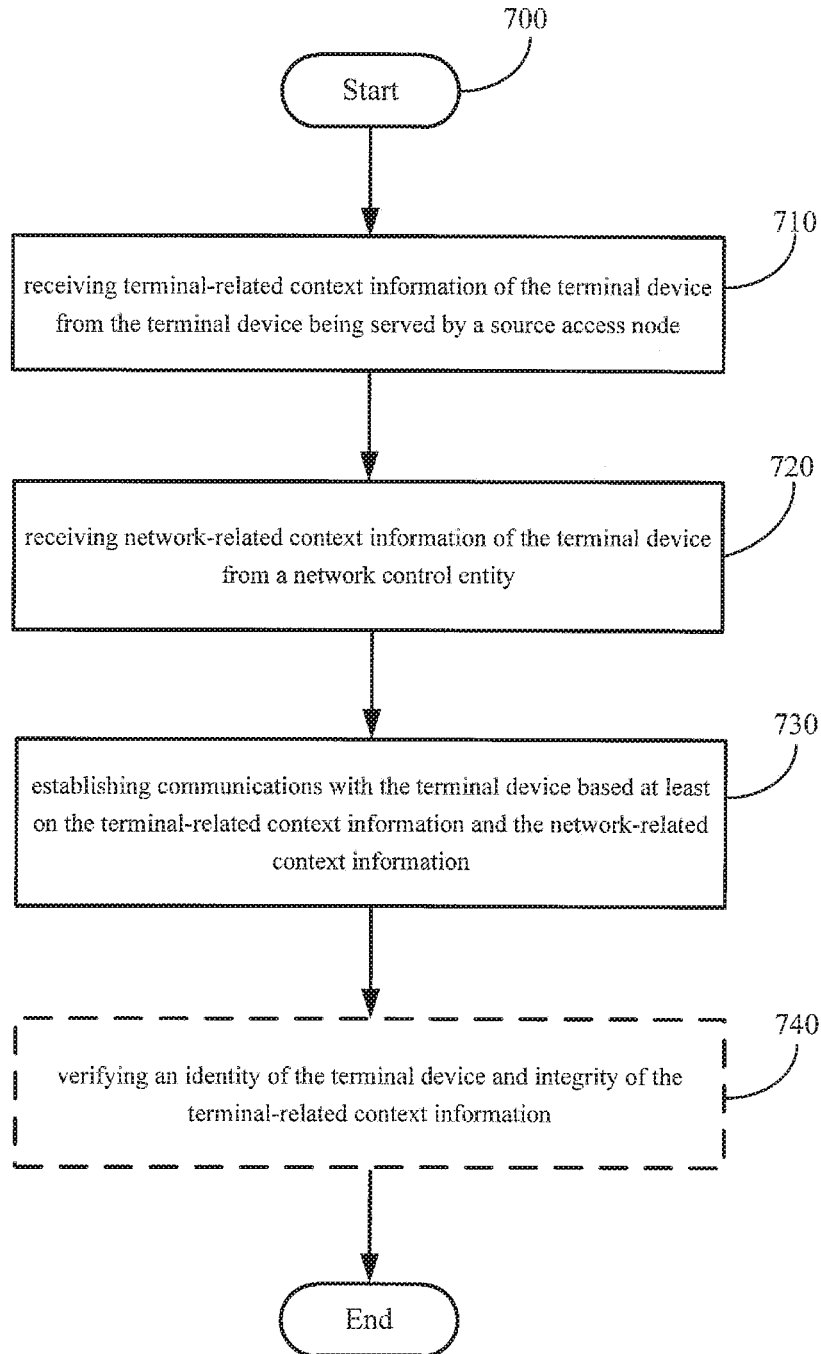 700
Start
710
receiving terminal-related context information of the terminal device
from the terminal device being served by a source access node
720
receiving network-related context information of the terminal device
from a network control entity
730
establishing communications with the terminal device based at least
on the terminal-related context information and the network-related
context information
740
verifying an identity of the terminal device and integrity of the
terminal-related context information
End